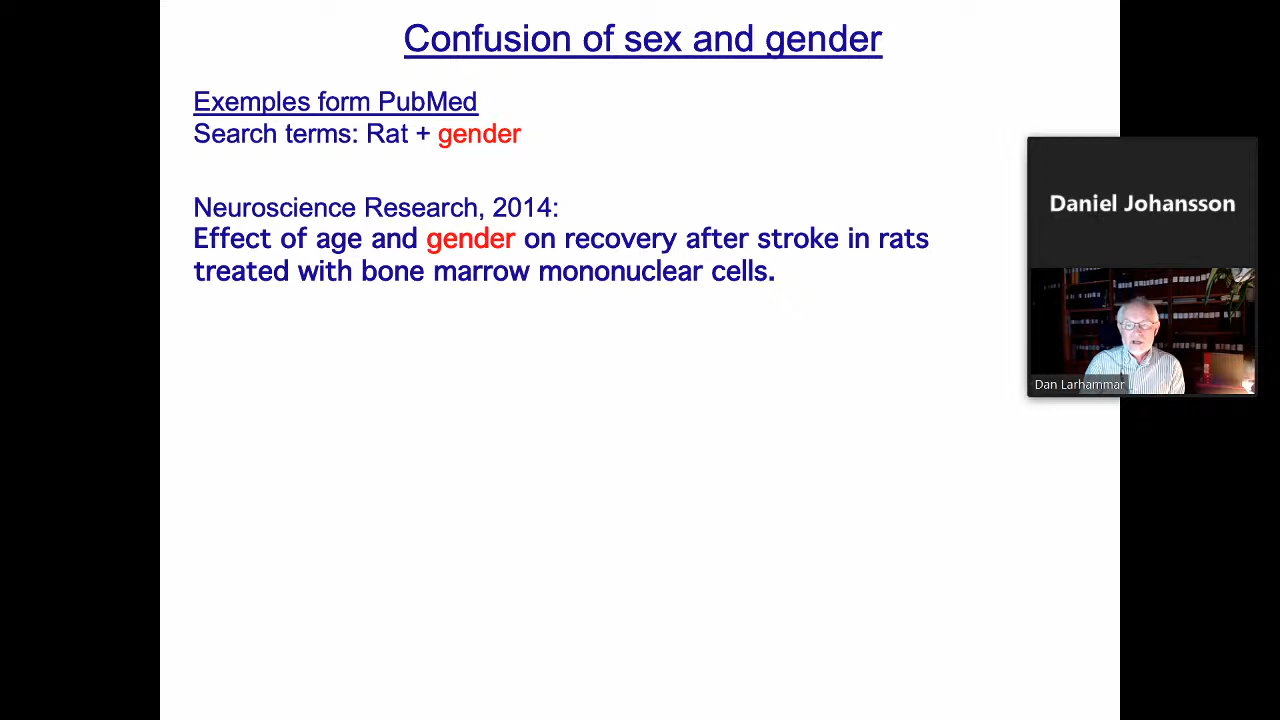 Confusion of sex and gender
Exemples form PubMed
Search terms: Rat + gender
Neuroscience Research, 2014:
Effect of age and gender on recovery after stroke in rats
treated with bone marrow mononuclear cells.
Daniel Johansson
Dan Larhammar